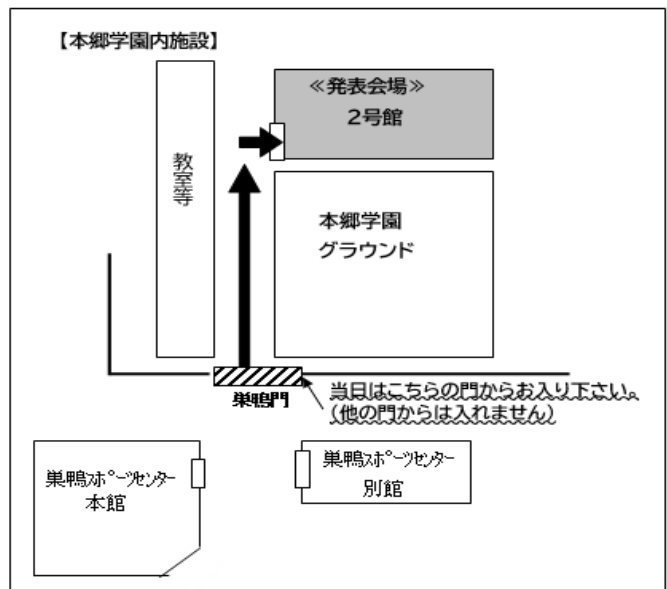 【本郷学園内施設】
≪発表会場≫
2号館
教室等
本郷学園
グラウンド
当日はこちらの門からお入り下さい。
(他の門からは入れません)
巣鴨門
巣鴨スポーツセンター
本館
巣鴨スポーツセンター
別館